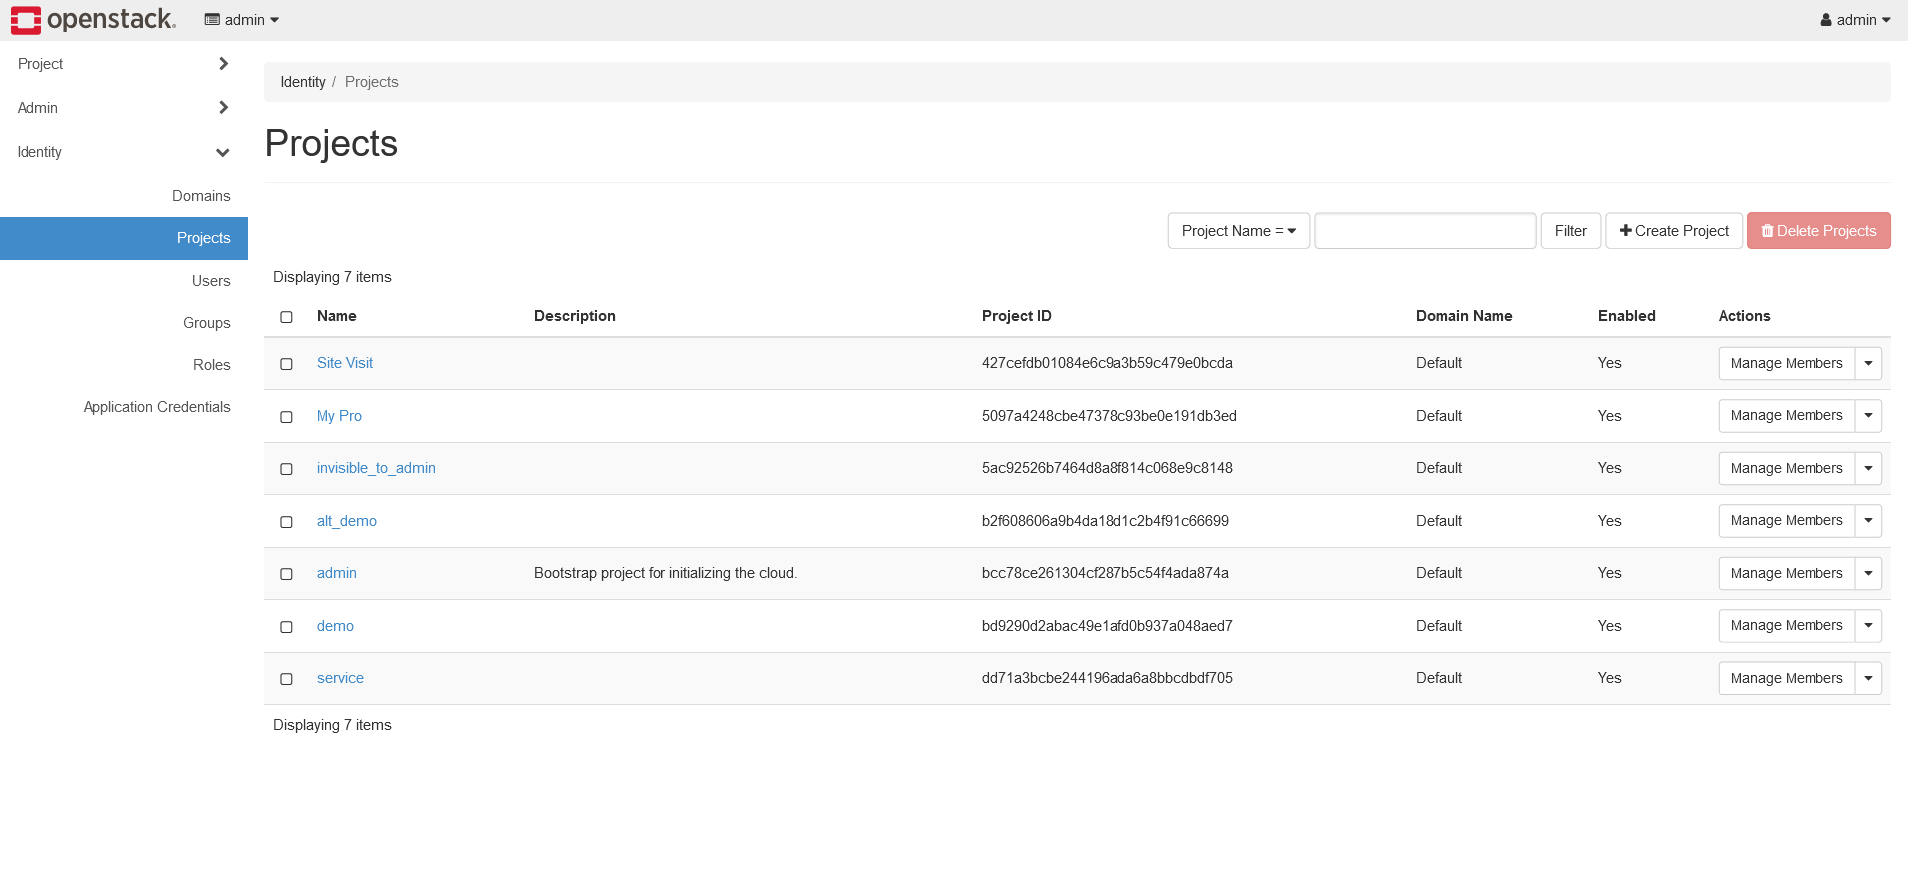 openstack. admin admin
Project
Admin
Identity
Domains
Projects
Users
Groups
Roles
Application Credentials
Identity / Projects
Projects
Project Name = Filter Create Project Delete Projects
Displaying 7 items
Name Description Project ID Domain Name Enabled Actions
Site Visit 427cefdb01084e6c9a3b59c479e0bcda Default Yes Manage Members
My Pro 5097a4248cbe47378c93be0e191db3ed Default Yes Manage Members
invisible_to_admin 5ac92526b7464d8a8f814c068e9c8148 Default Yes Manage Members
alt_demo b2f608606a9b4da18d1c2b4f91c66699 Default Yes Manage Members
admin Bootstrap project for initializing the cloud. bcc78ce261304cf287b5c54f4ada874a Default Yes Manage Members
demo bd9290d2abac49e1afd0b937a048aed7 Default Yes Manage Members
service dd71a3bcbe244196ada6a8bbcdbdf705 Default Yes Manage Members
Displaying 7 items